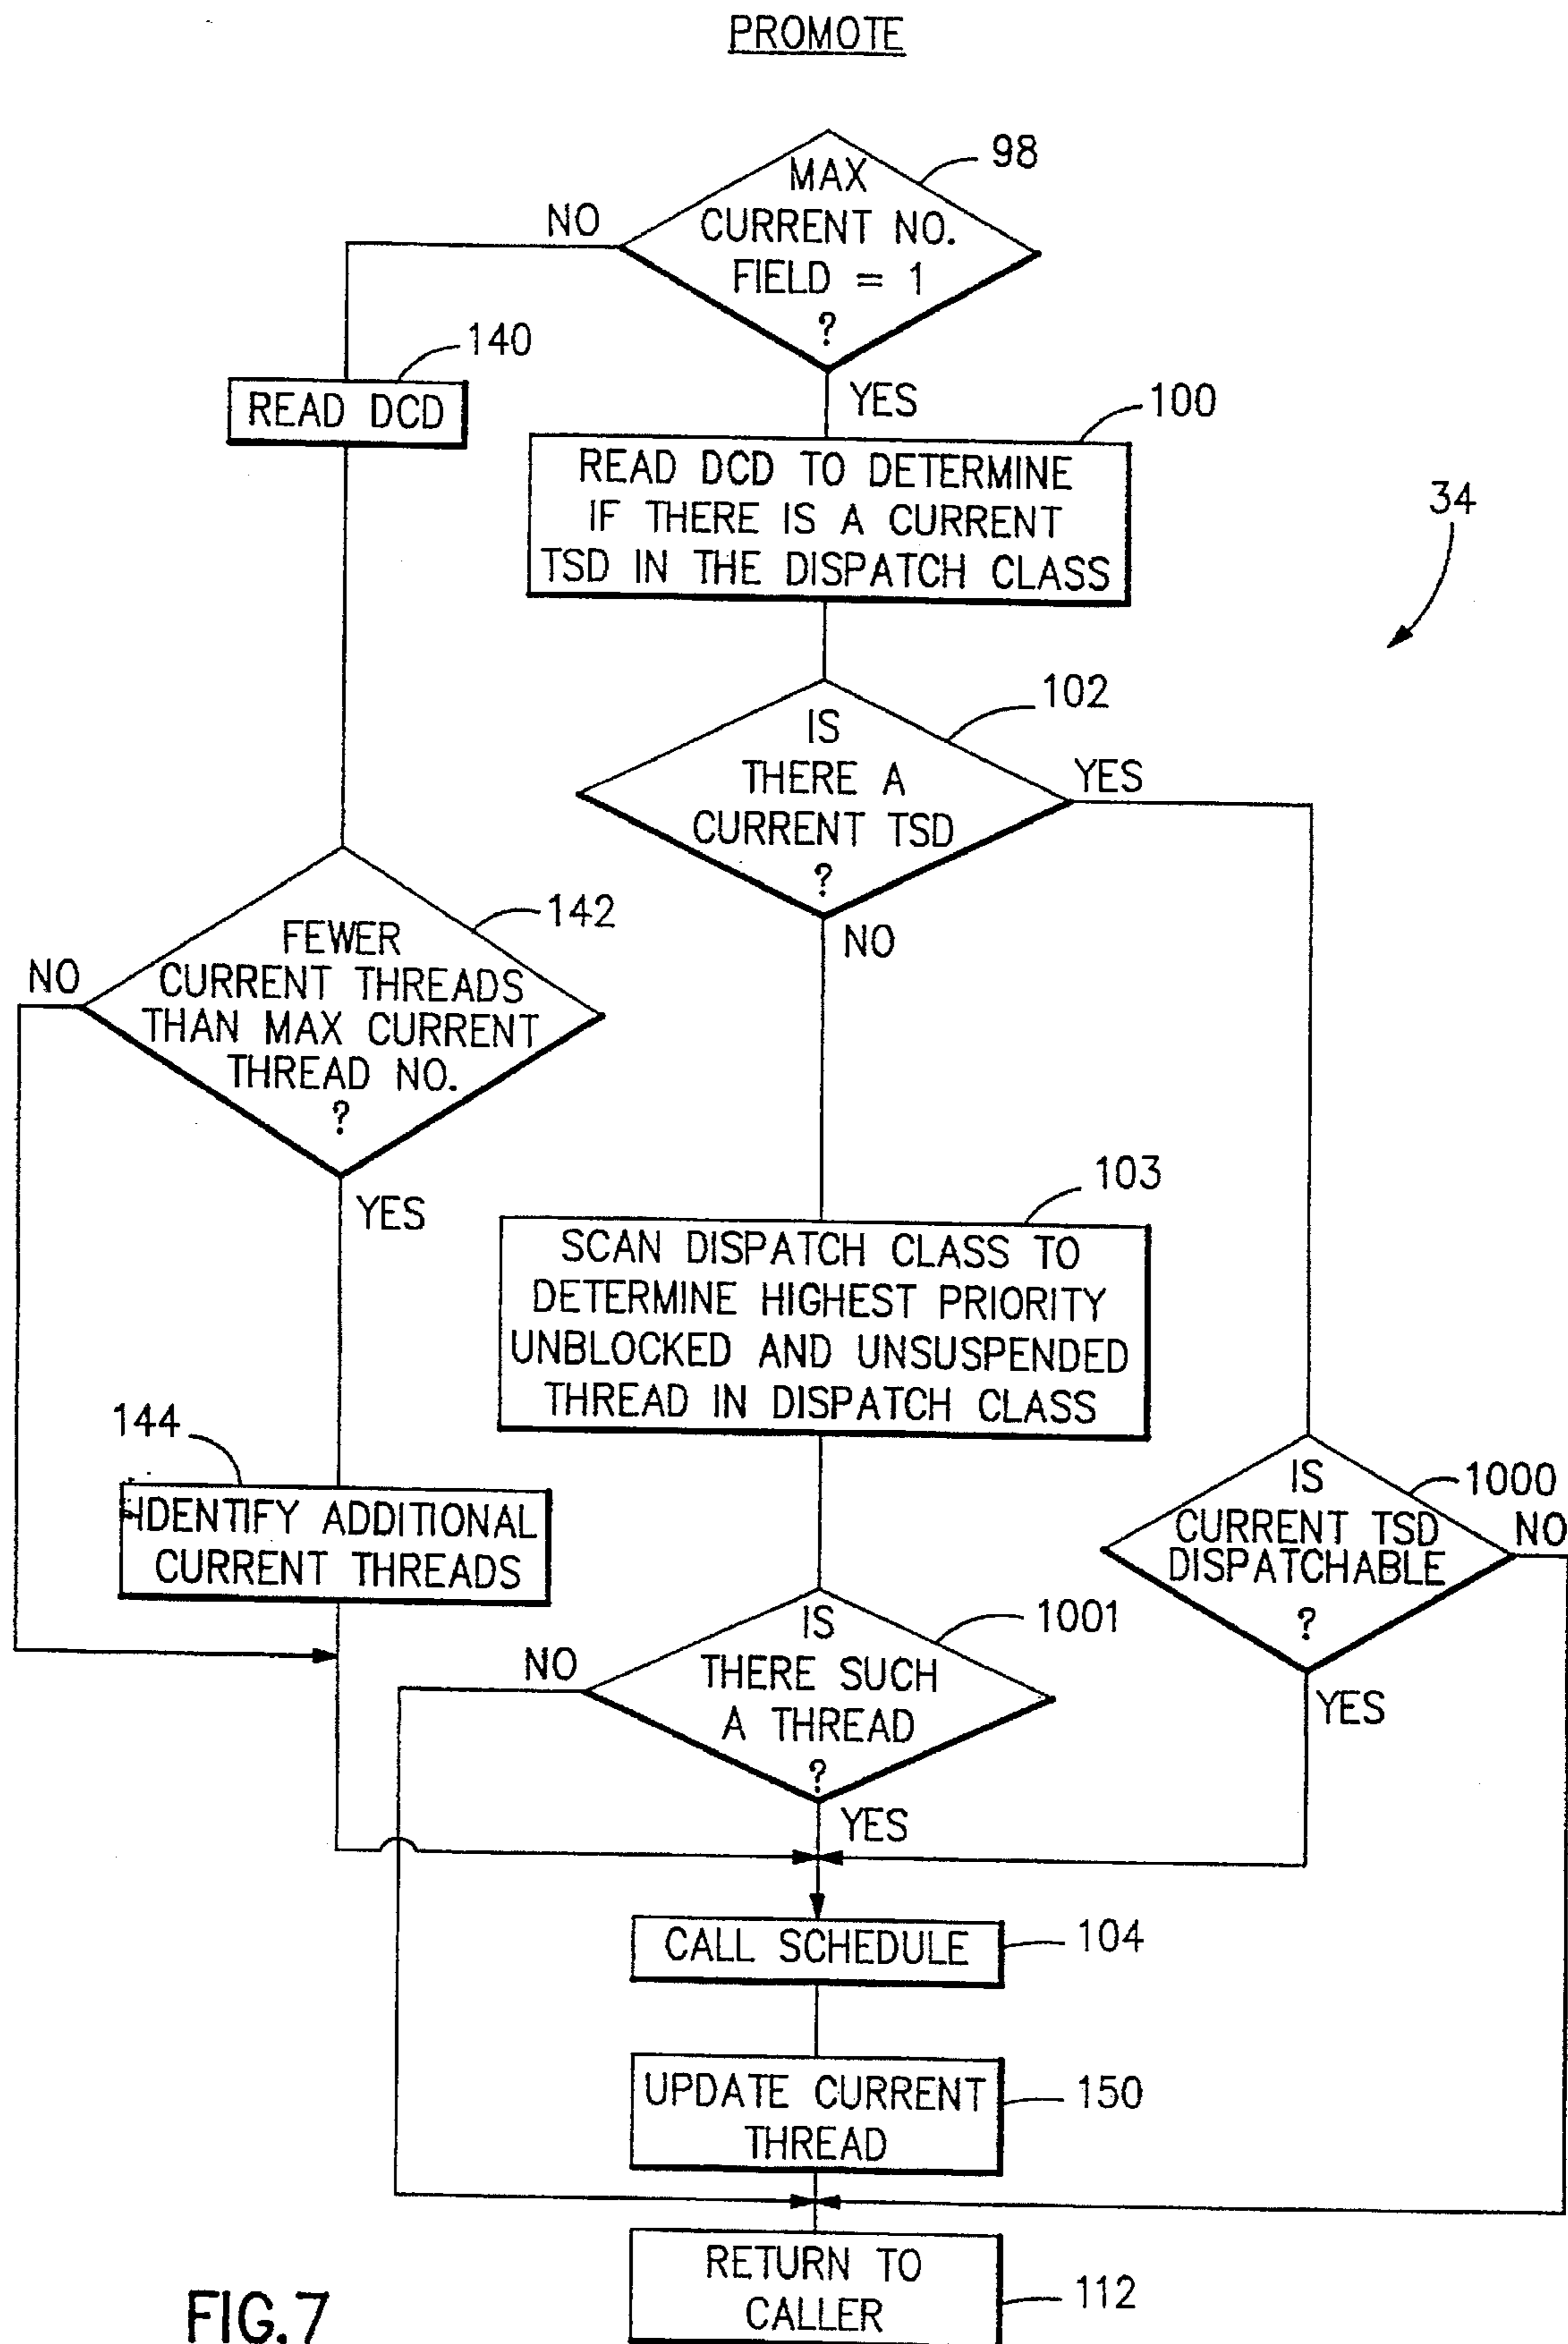 PROMOTE
98
MAX
CURRENT NO.
FIELD = 1
?
NO
YES
140
READ DCD
100
READ DCD TO DETERMINE
IF THERE IS A CURRENT
TSD IN THE DISPATCH CLASS
34
102
IS
THERE A
CURRENT TSD
?
YES
NO
142
FEWER
CURRENT THREADS
THAN MAX CURRENT
THREAD NO.
?
NO
YES
103
SCAN DISPATCH CLASS TO
DETERMINE HIGHEST PRIORITY
UNBLOCKED AND UNSUSPENDED
THREAD IN DISPATCH CLASS
144
IDENTIFY ADDITIONAL
CURRENT THREADS
1000
IS
CURRENT TSD
DISPATCHABLE
?
NO
YES
1001
IS
THERE SUCH
A THREAD
?
NO
YES
CALL SCHEDULE
104
UPDATE CURRENT
THREAD
150
RETURN TO
CALLER
112
FIG.7